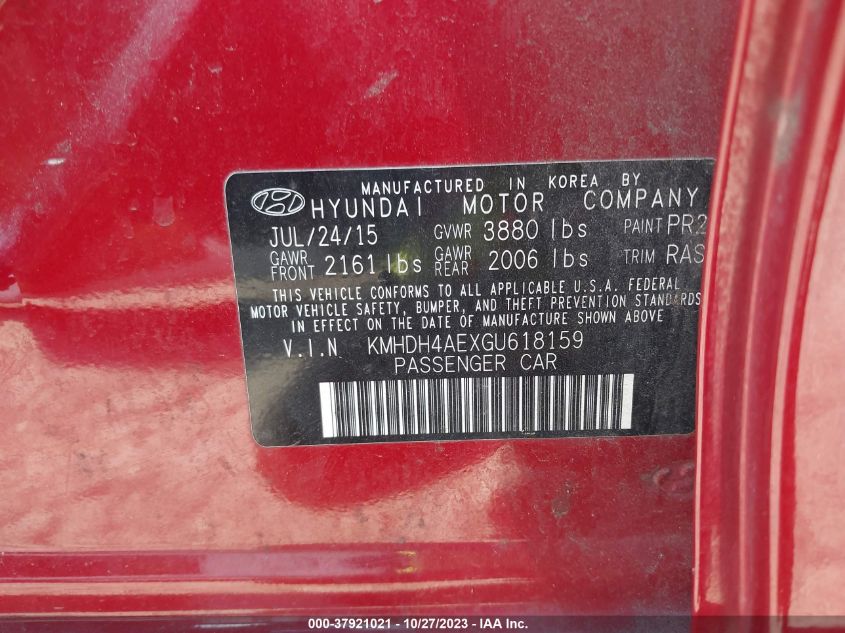 MANUFACTURED IN KOREA BY
HYUNDAI MOTOR COMPANY
JUL/24/15 GVWR 3880 lbs PAINT PR2
GAWR FRONT 2161 lbs GAWR REAR 2006 lbs TRIM RAS
THIS VEHICLE CONFORMS TO ALL APPLICABLE U.S.A. FEDERAL
MOTOR VEHICLE SAFETY, BUMPER, AND THEFT PREVENTION STANDARDS
IN EFFECT ON THE DATE OF MANUFACTURE SHOWN ABOVE
V.I.N KMHDH4AEXGU618159
PASSENGER CAR
000-37921021 - 10/27/2023 - IAA Inc.